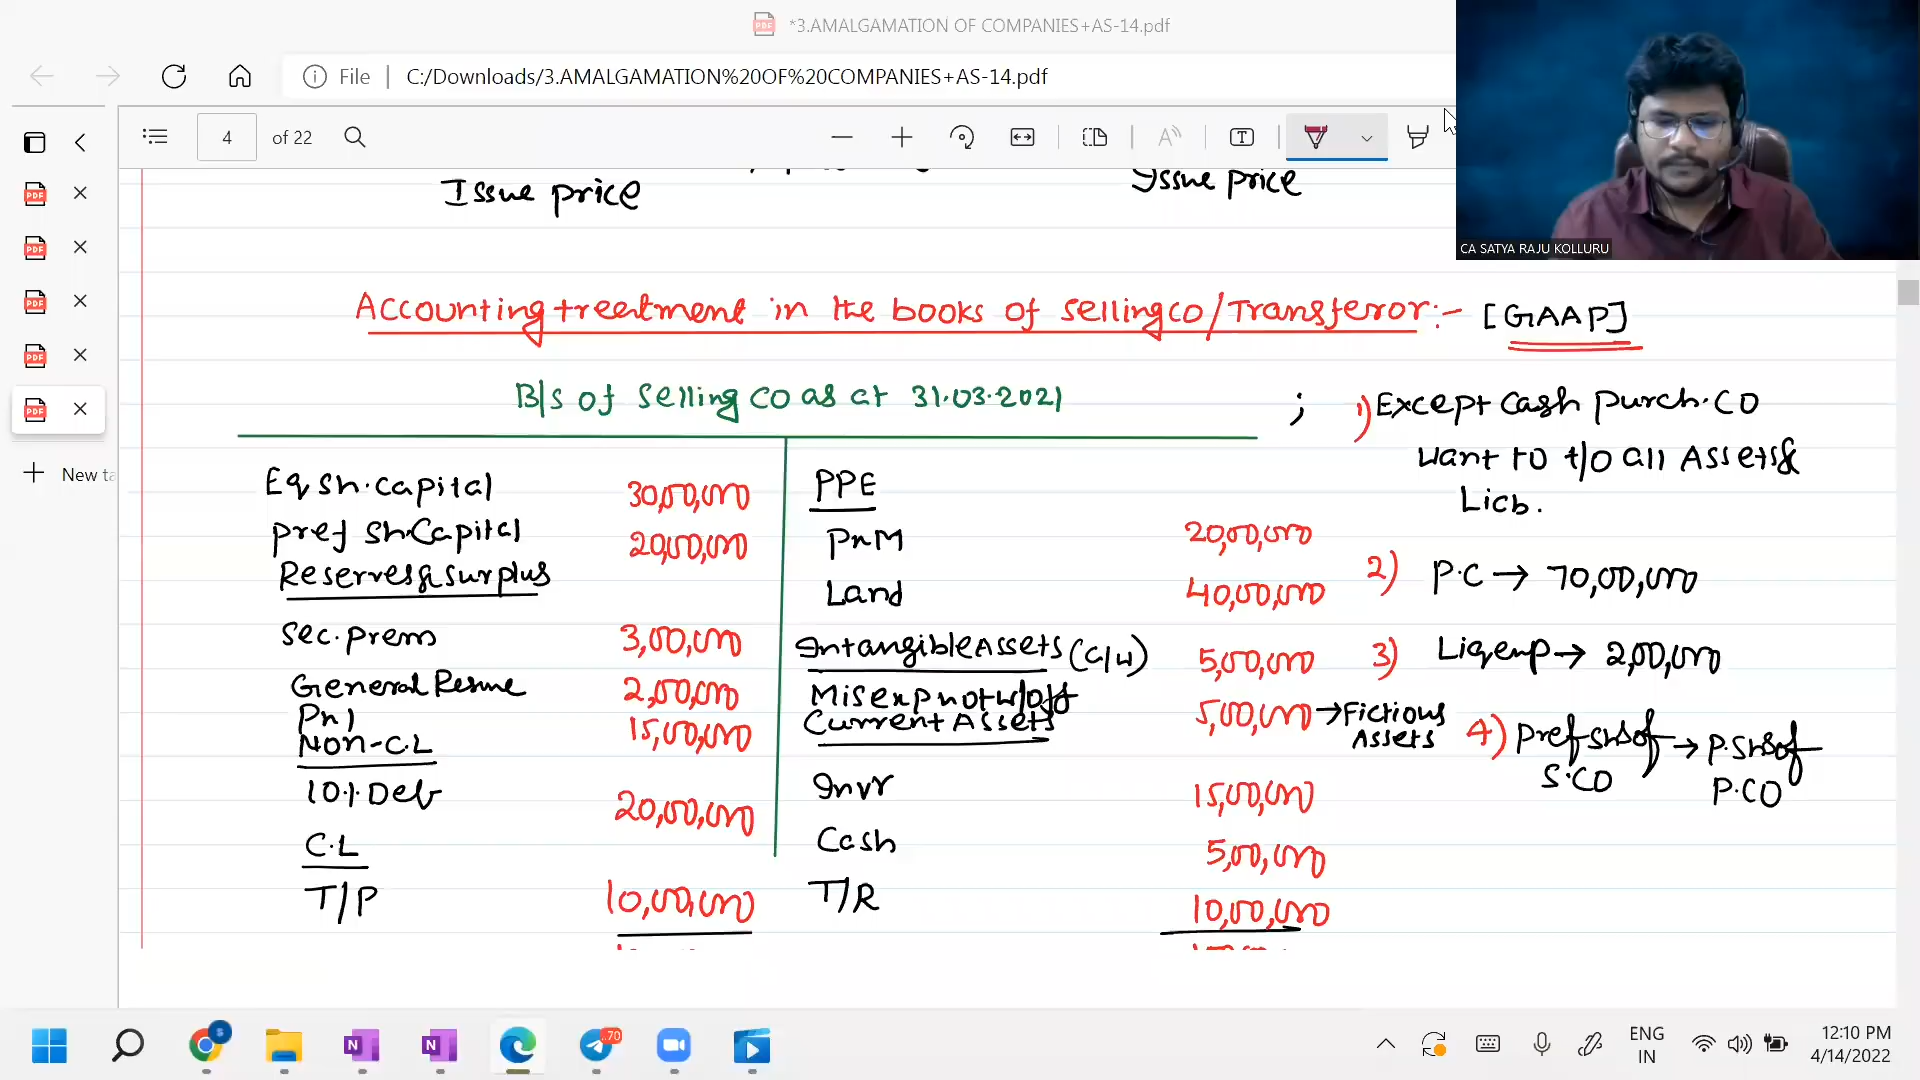 *3.AMALGAMATION OF COMPANIES+AS-14.pdf
File C:/Downloads/3.AMALGAMATION%20OF%20COMPANIES+AS-14.pdf
4 of 22
Issue price Issue price
CA SATYA RAJU KOLLURU
Accounting treatment in the books of selling co/Transferor:- [GAAP]
B/s of Selling co as at 31.03.2021
; 1) Except Cash purch.co
want to t/o all Assets &
Liab.
Eq sh.capital 30,00,000 PPE
pref sh.Capital 20,00,000 PnM 20,00,000
2) P.C → 70,00,000
Reserves & surplus Land 40,00,000
sec.prem 3,00,000 Intangible Assets (G/w) 5,00,000
3) Liq exp → 2,00,000
General Reserve 2,00,000 Mis exp not w/off 5,00,000 → Fictious
Assets
PnL 15,00,000 Current Assets
4) pref shs of → P.shs of
S.CO P.CO
Non-C.L
10% Deb 20,00,000 Invr 15,00,000
C.L Cash 5,00,000
T/P 10,00,000 T/R 10,00,000
New ta
70
ENG
IN
12:10 PM
4/14/2022